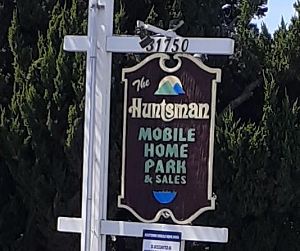 31750
The
Huntsman
MOBILE
HOME
PARK
& SALES